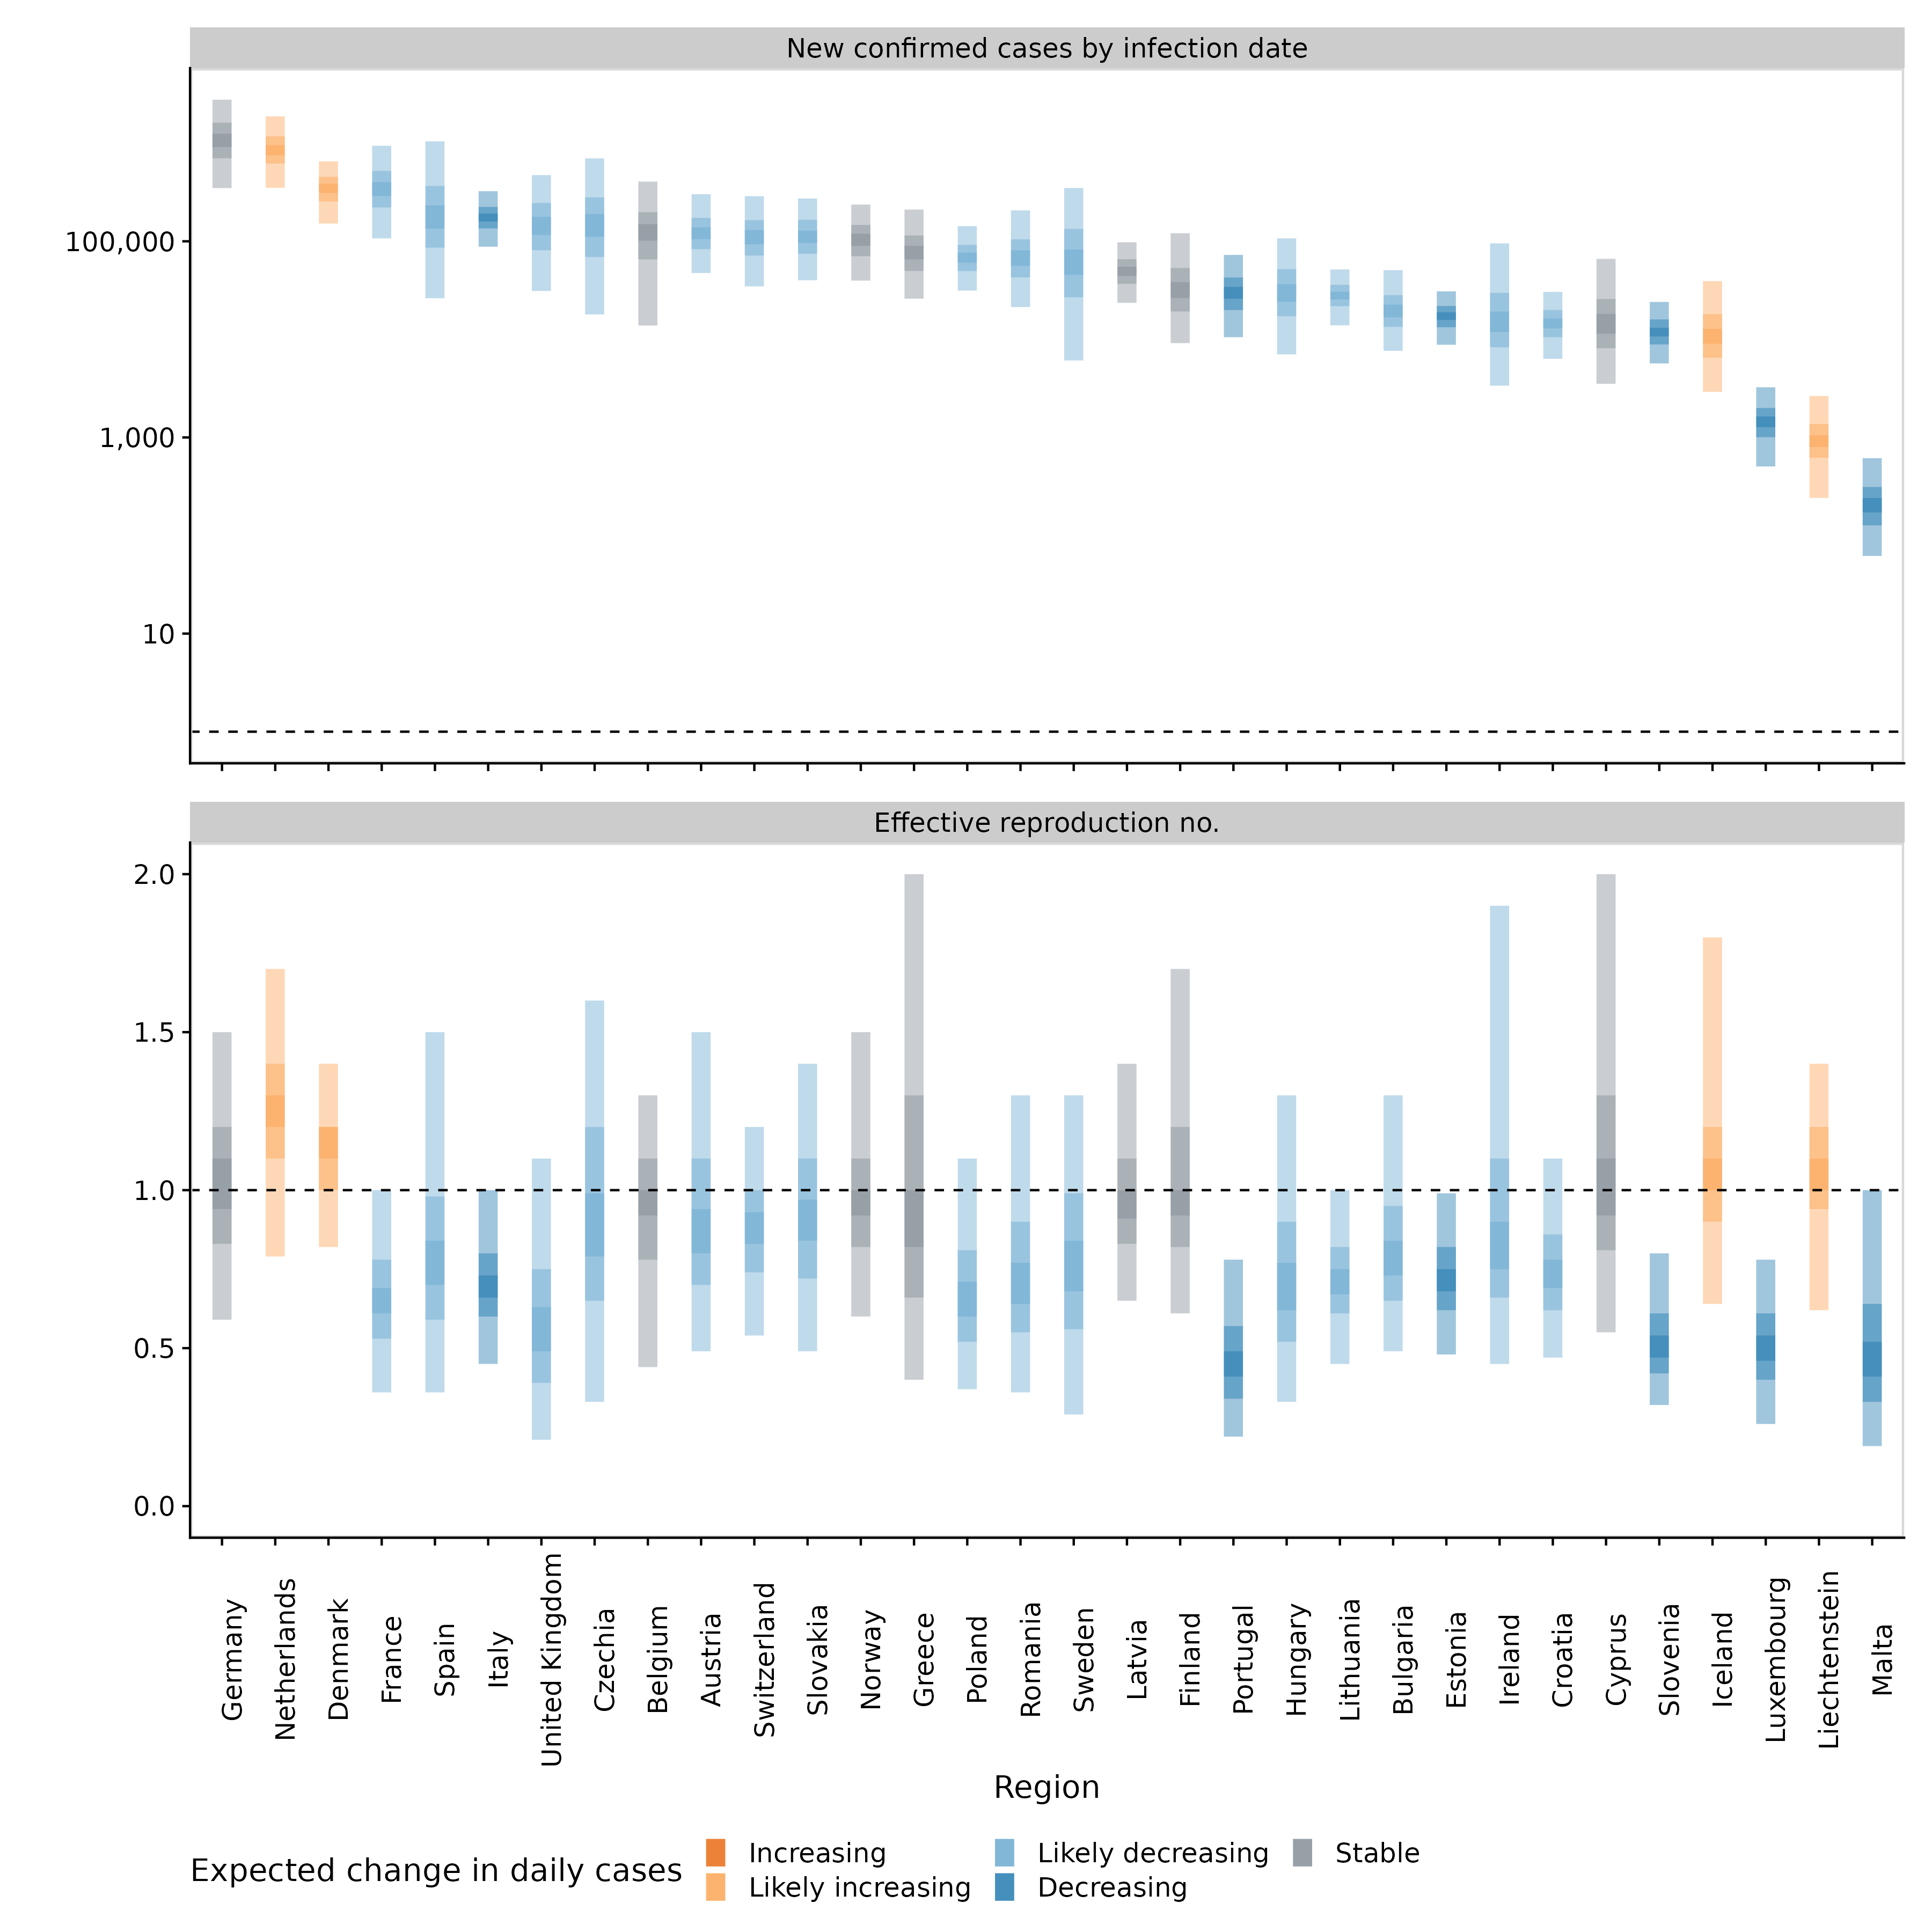 New confirmed cases by infection date
100,000
1,000
10
Effective reproduction no.
2.0
1.5
1.0
0.5
0.0
Germany
Netherlands
Denmark
France
Spain
Italy
United Kingdom
Czechia
Belgium
Austria
Switzerland
Slovakia
Norway
Greece
Poland
Romania
Sweden
Latvia
Finland
Portugal
Hungary
Lithuania
Bulgaria
Estonia
Ireland
Croatia
Cyprus
Slovenia
Iceland
Luxembourg
Liechtenstein
Malta
Region
Expected change in daily cases
Increasing
Likely increasing
Likely decreasing
Decreasing
Stable